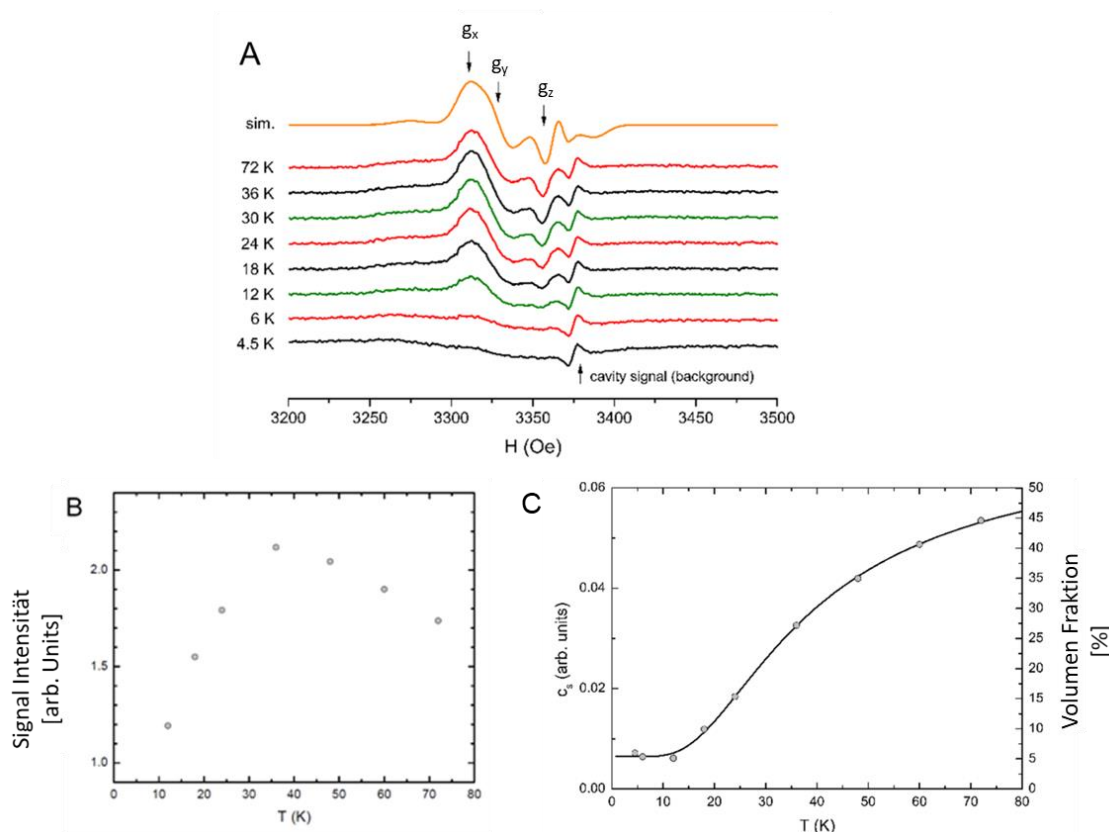 A
gx
gy
gz
sim.
72 K
36 K
30 K
24 K
18 K
12 K
6 K
4.5 K
cavity signal (background)
3200 3250 3300 3350 3400 3450 3500
H (Oe)
B
Signal Intensität
[arb. Units]
2.0
1.5
1.0
0 10 20 30 40 50 60 70 80
T (K)
C
cs (arb. units)
0.06
0.04
0.02
0.00
0 10 20 30 40 50 60 70 80
T (K)
50
45
40
35
30
25
20
15
10
5
0
Volumen Fraktion
[%]